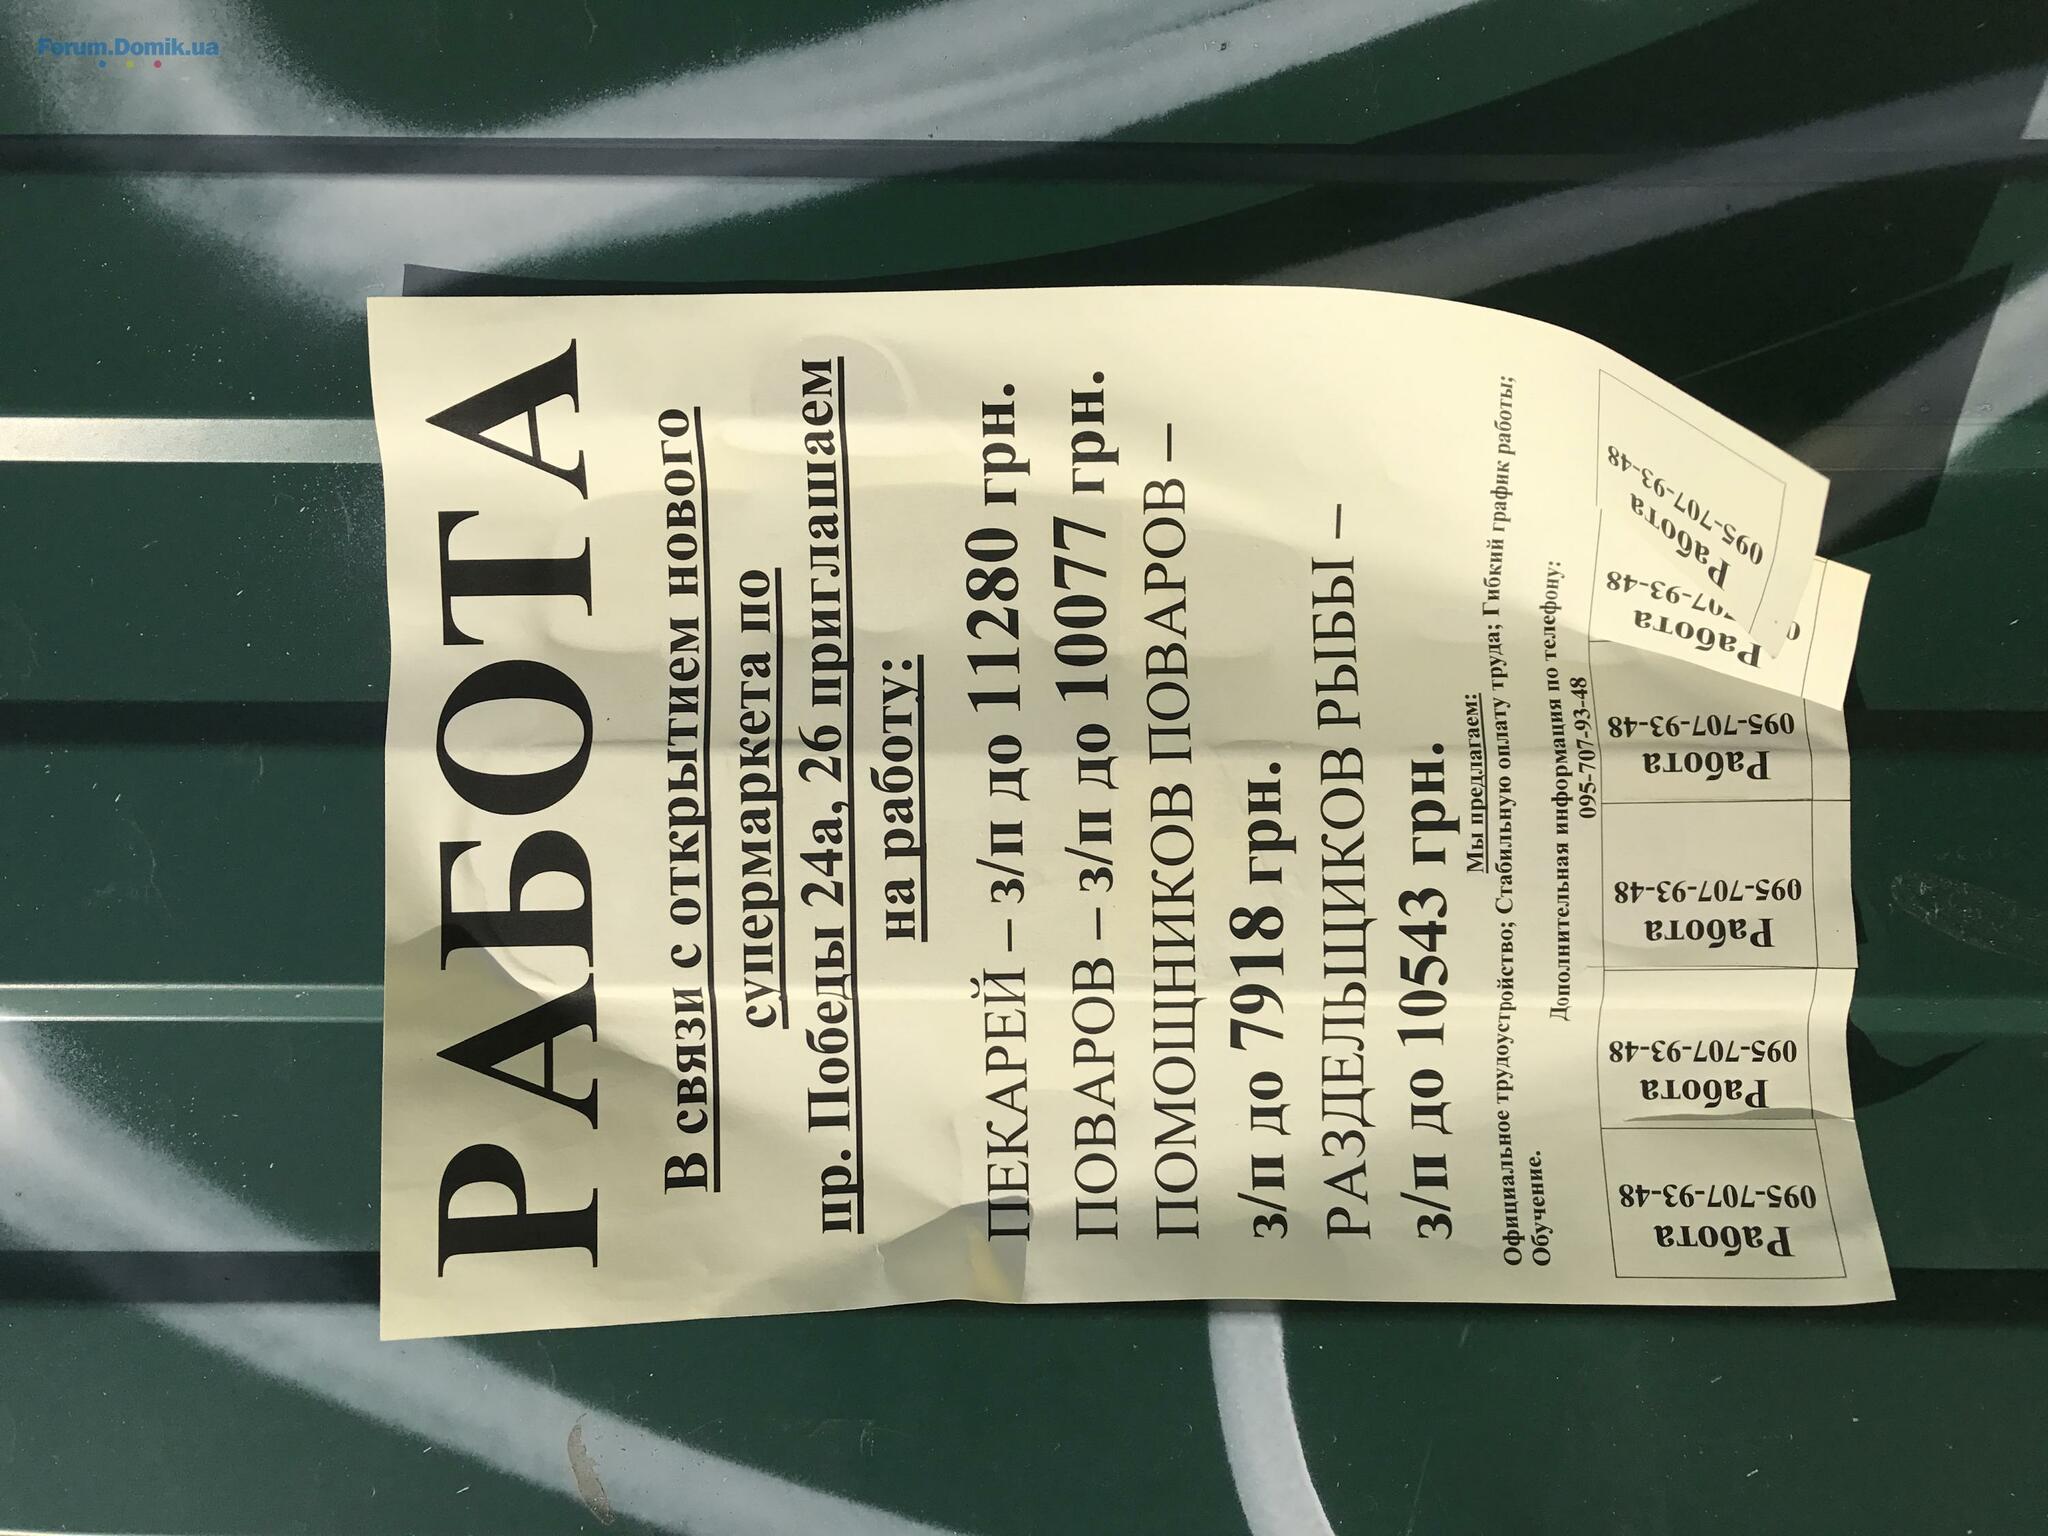 Forum.Domik.ua
РАБОТА
В связи с открытием нового
супермаркета по
пр. Победы 24а, 26 приглашаем
на работу:
ПЕКАРЕЙ – з/п до 11280 грн.
ПОВАРОВ – з/п до 10077 грн.
ПОМОЩНИКОВ ПОВАРОВ –
з/п до 7918 грн.
РАЗДЕЛЬЩИКОВ РЫБЫ –
з/п до 10543 грн.
Мы предлагаем:
Официальное трудоустройство; Стабильную оплату труда; Гибкий график работы;
Обучение.
Дополнительная информация по телефону:
095-707-93-48
Работа
095-707-93-48
Работа
095-707-93-48
Работа
095-707-93-48
Работа
095-707-93-48
Работа
07-93-48
Работа
095-707-93-48